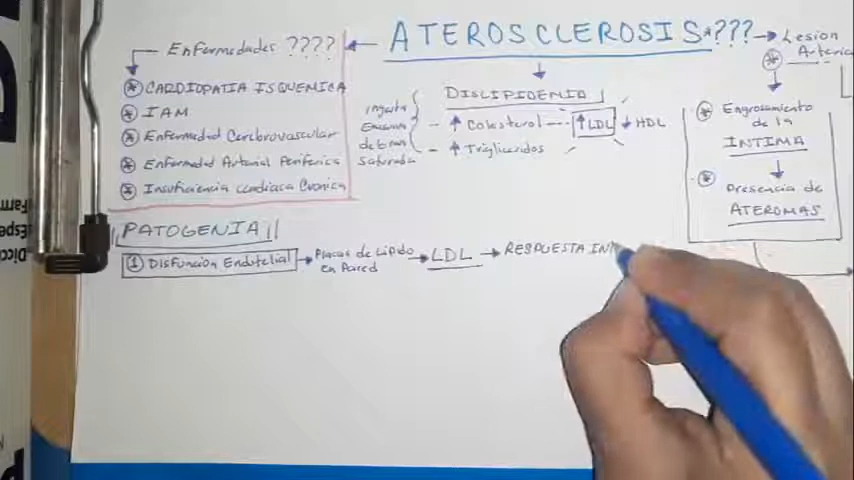 ATEROSCLEROSIS*???
Lesion
Enfermedades ????
* CARDIOPATIA ISQUEMICA
* IAM
* Enfermedad Cerebrovascular
* Enfermedad Arterial Periferica
* Insuficiencia Cardiaca Cronica
DISLIPIDEMIA
↑ Colesterol
↑ LDL
↓ HDL
↑ Trigliceridos
ingesta
de
saturada
* Engrosamiento
de la
INTIMA
* Presencia de
ATEROMAS
PATOGENIA
1 Disfuncion Endotelial
Placas de Lipido
en Pared
LDL
RESPUESTA IN